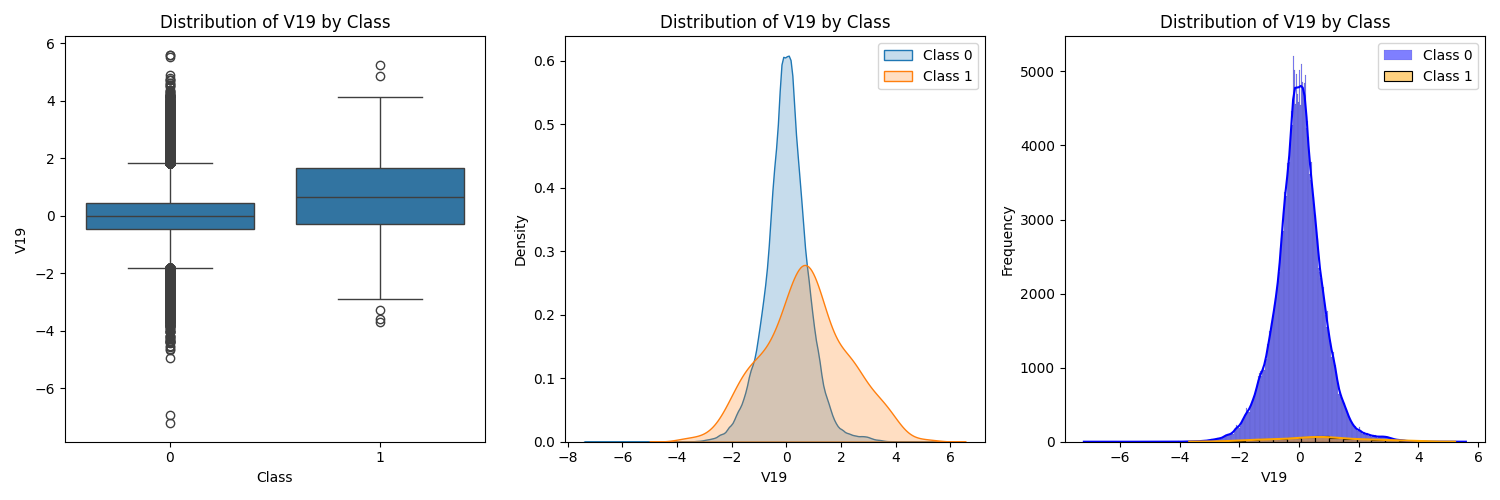 Distribution of V19 by Class
V19
6
4
2
0
−2
−4
−6
0
1
Class
Distribution of V19 by Class
Density
0.6
0.5
0.4
0.3
0.2
0.1
0.0
−8
−6
−4
−2
0
2
4
6
V19
Class 0
Class 1
Distribution of V19 by Class
Frequency
5000
4000
3000
2000
1000
0
−6
−4
−2
0
2
4
6
V19
Class 0
Class 1